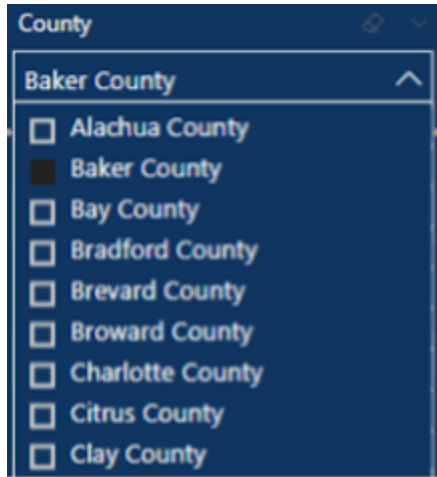 County
Baker County
Alachua County
Baker County
Bay County
Bradford County
Brevard County
Broward County
Charlotte County
Citrus County
Clay County